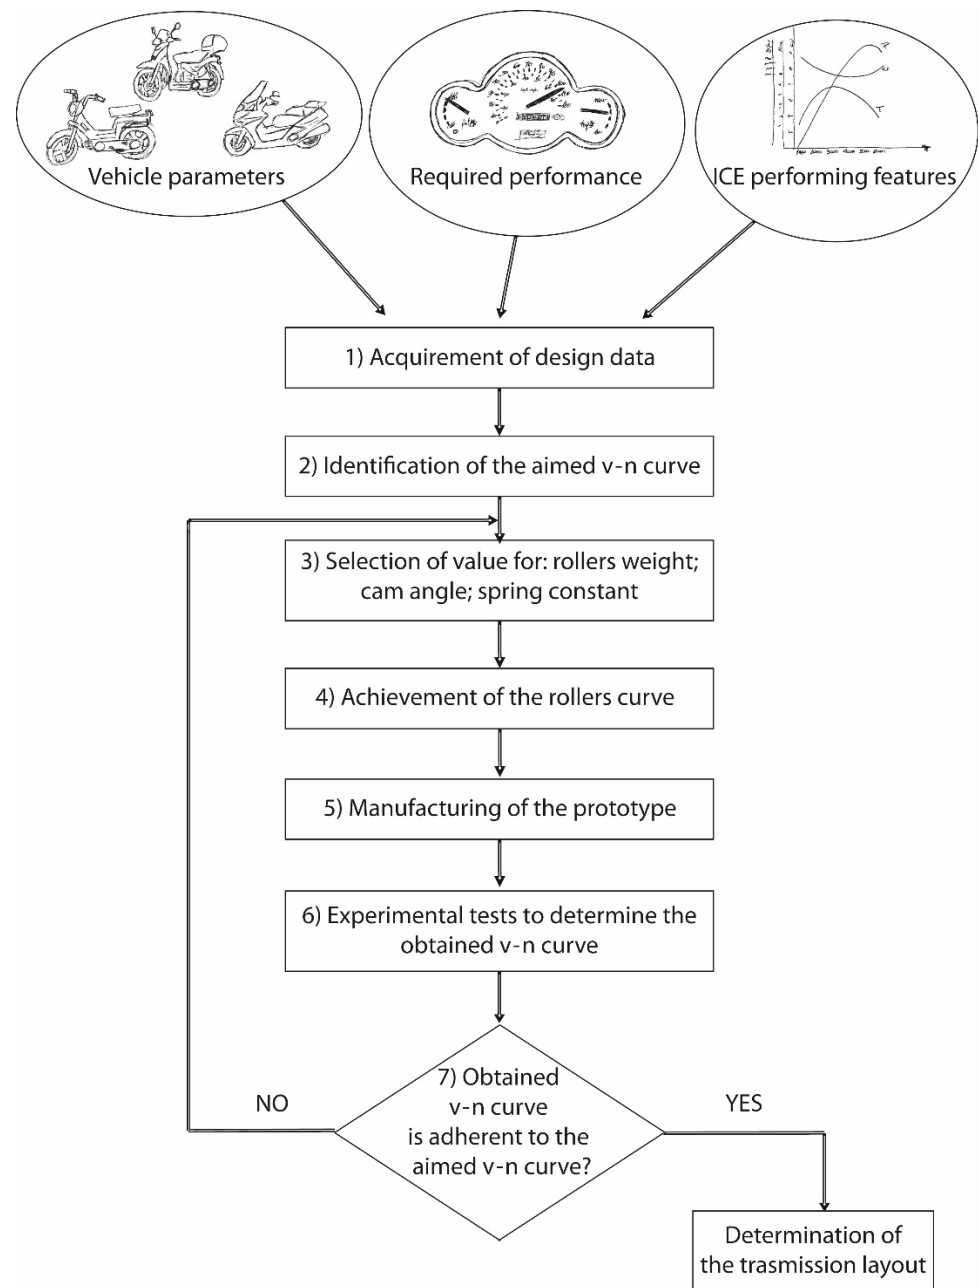 Vehicle parameters
Required performance
ICE performing features
1) Acquirement of design data
2) Identification of the aimed v-n curve
3) Selection of value for: rollers weight;
cam angle; spring constant
4) Achievement of the rollers curve
5) Manufacturing of the prototype
6) Experimental tests to determine the
obtained v-n curve
7) Obtained
v-n curve
is adherent to the
aimed v-n curve?
NO
YES
Determination of
the trasmission layout